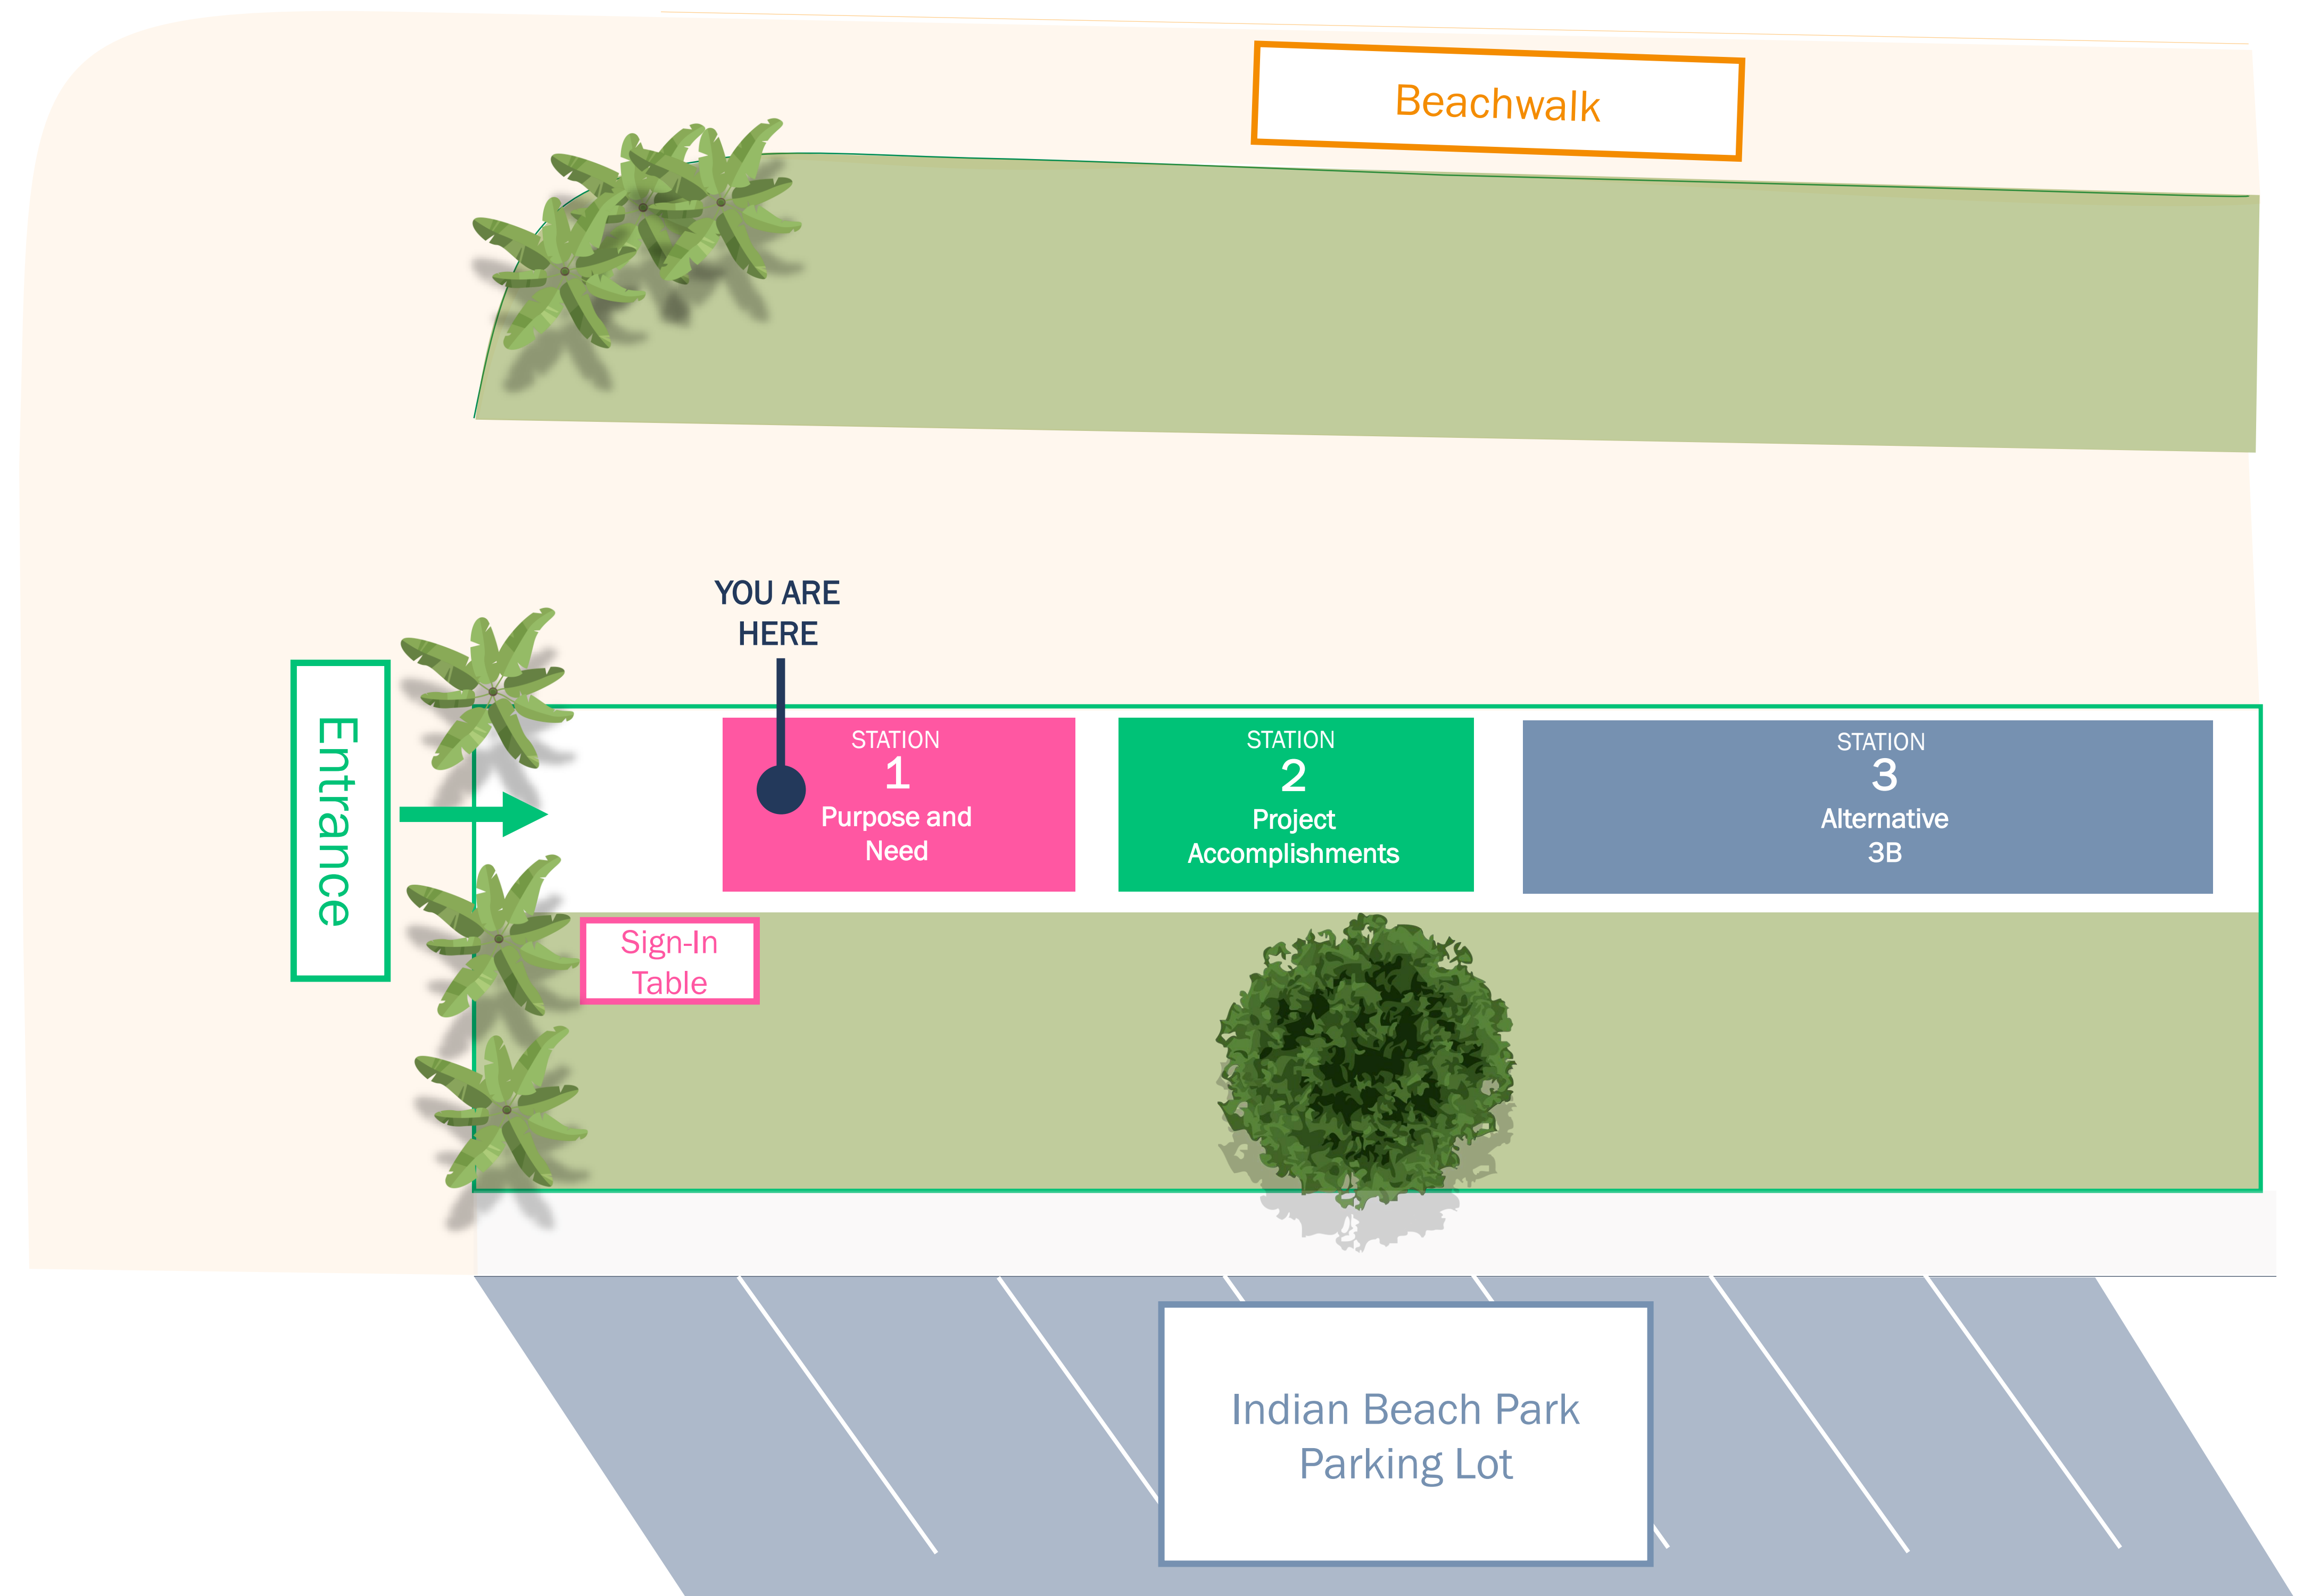 Beachwalk
YOU ARE
HERE
Entrance
STATION
1
Purpose and
Need
STATION
2
Project
Accomplishments
STATION
3
Alternative
3B
Sign-In
Table
Indian Beach Park
Parking Lot